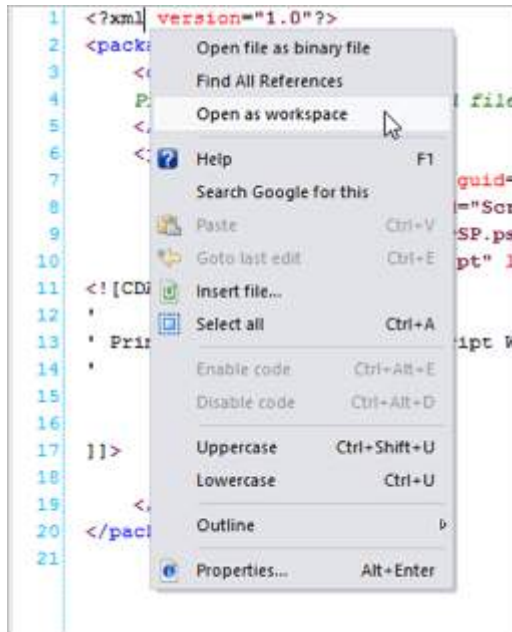 1 <?xml version="1.0"?>
2 <packa
Open file as binary file
3 <c
Find All References
4 P file
Open as workspace
5 </
6 <j
Help F1
7 guid=
Search Google for this
8 ="Scr
Paste Ctrl+V
9 SP.ps
Goto last edit Ctrl+E
10 pt" l
11 <![CDA
Insert file...
12 '
Select all Ctrl+A
13 ' Prin ript W
14 '
Enable code Ctrl+Alt+E
15
Disable code Ctrl+Alt+D
16
17 ]]>
Uppercase Ctrl+Shift+U
18
Lowercase Ctrl+U
19 </
20 </pack
Outline
21
Properties... Alt+Enter